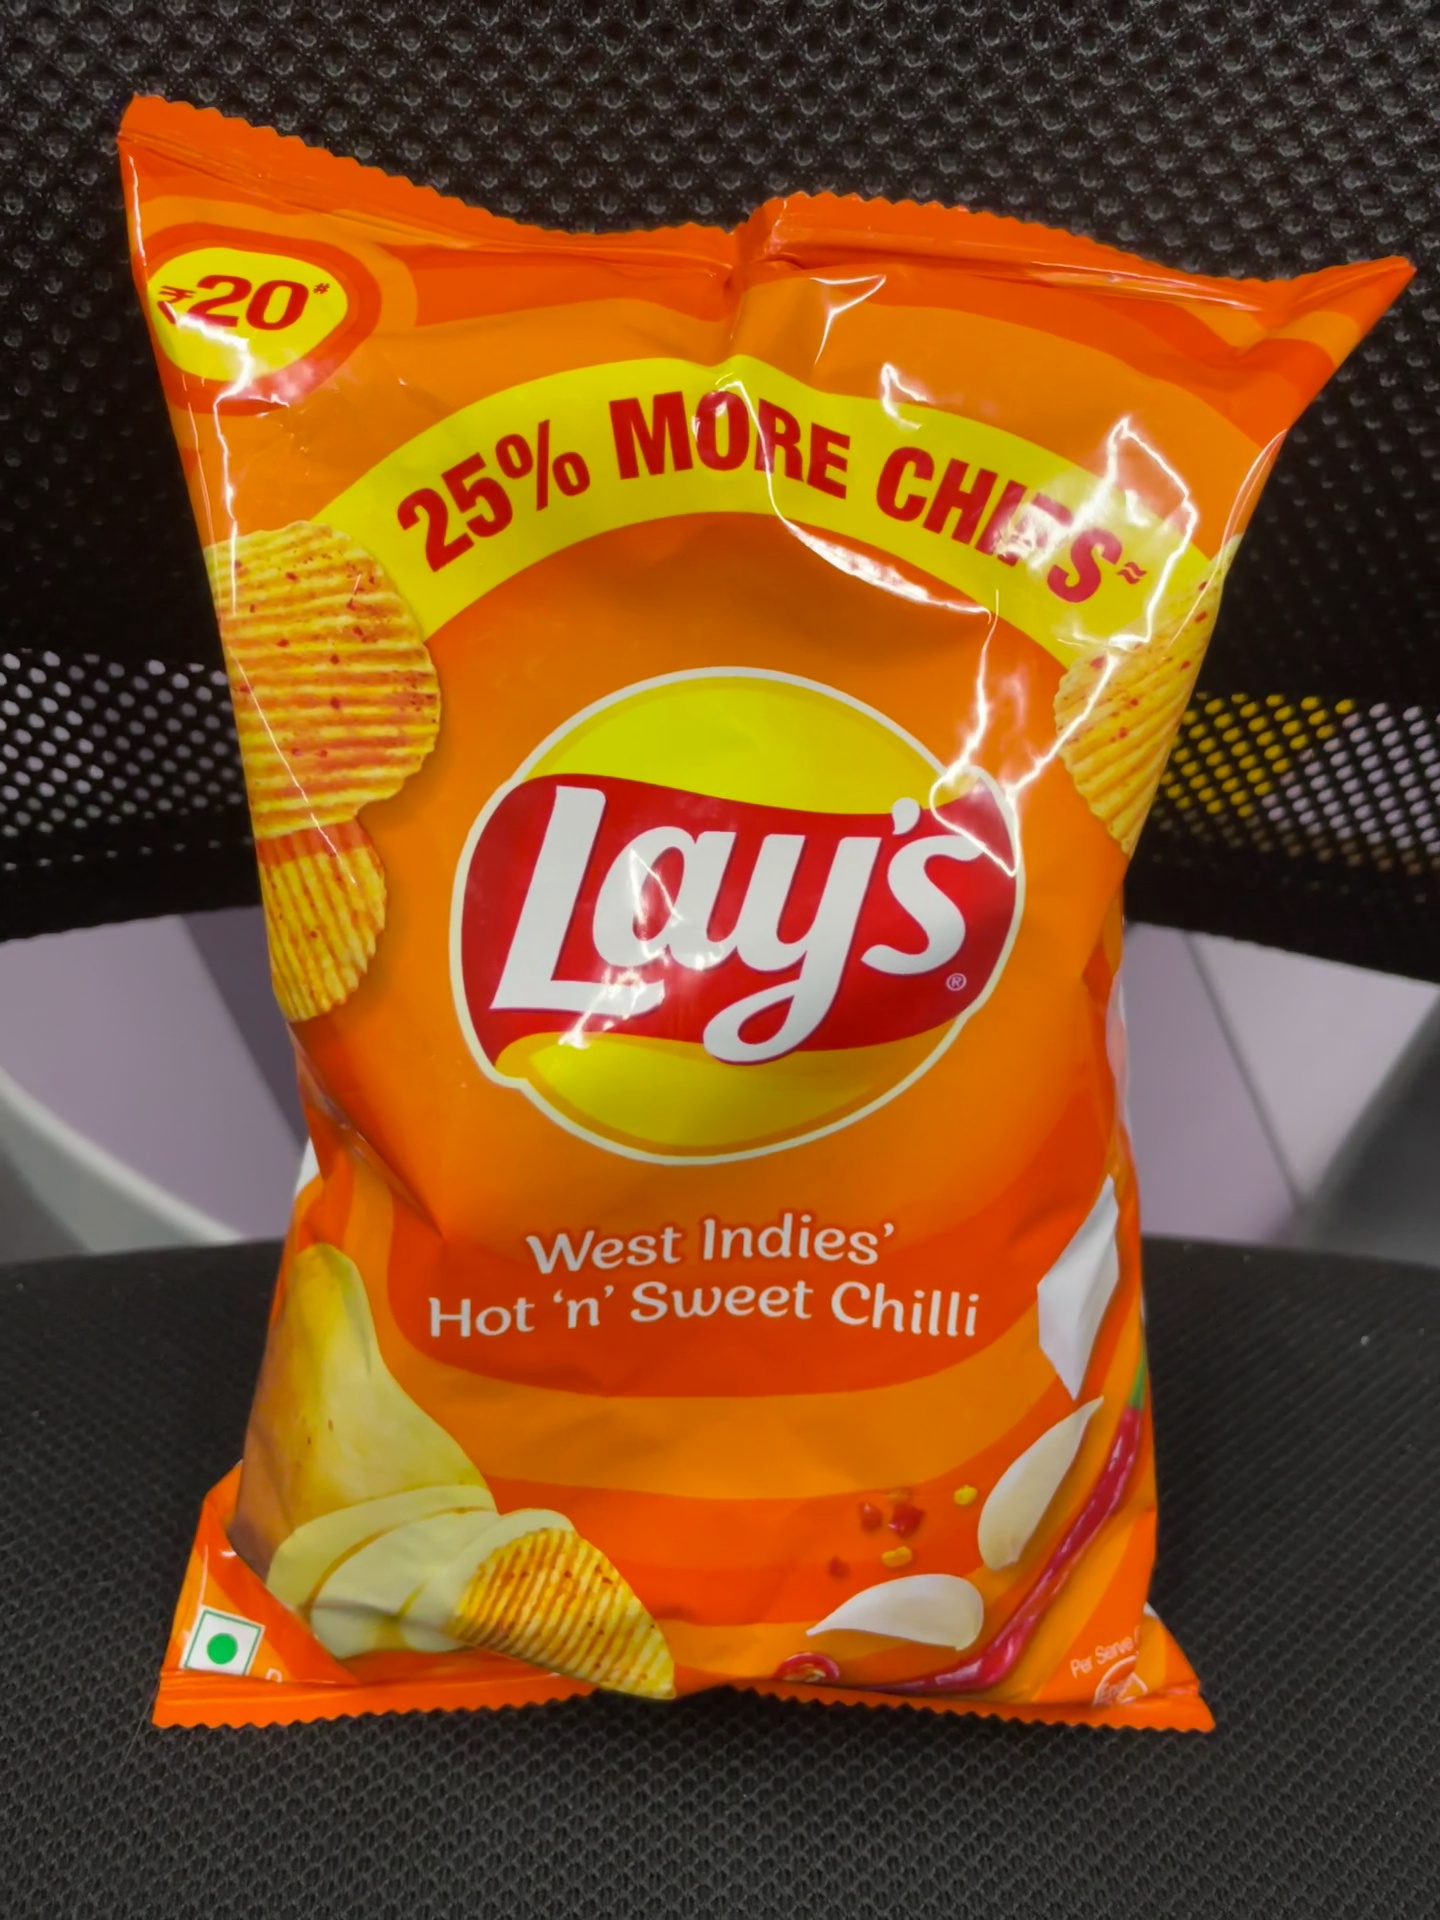 ₹20#
25% MORE CHIPS≈
Lay's®
West Indies'
Hot 'n' Sweet Chilli
Per Serve